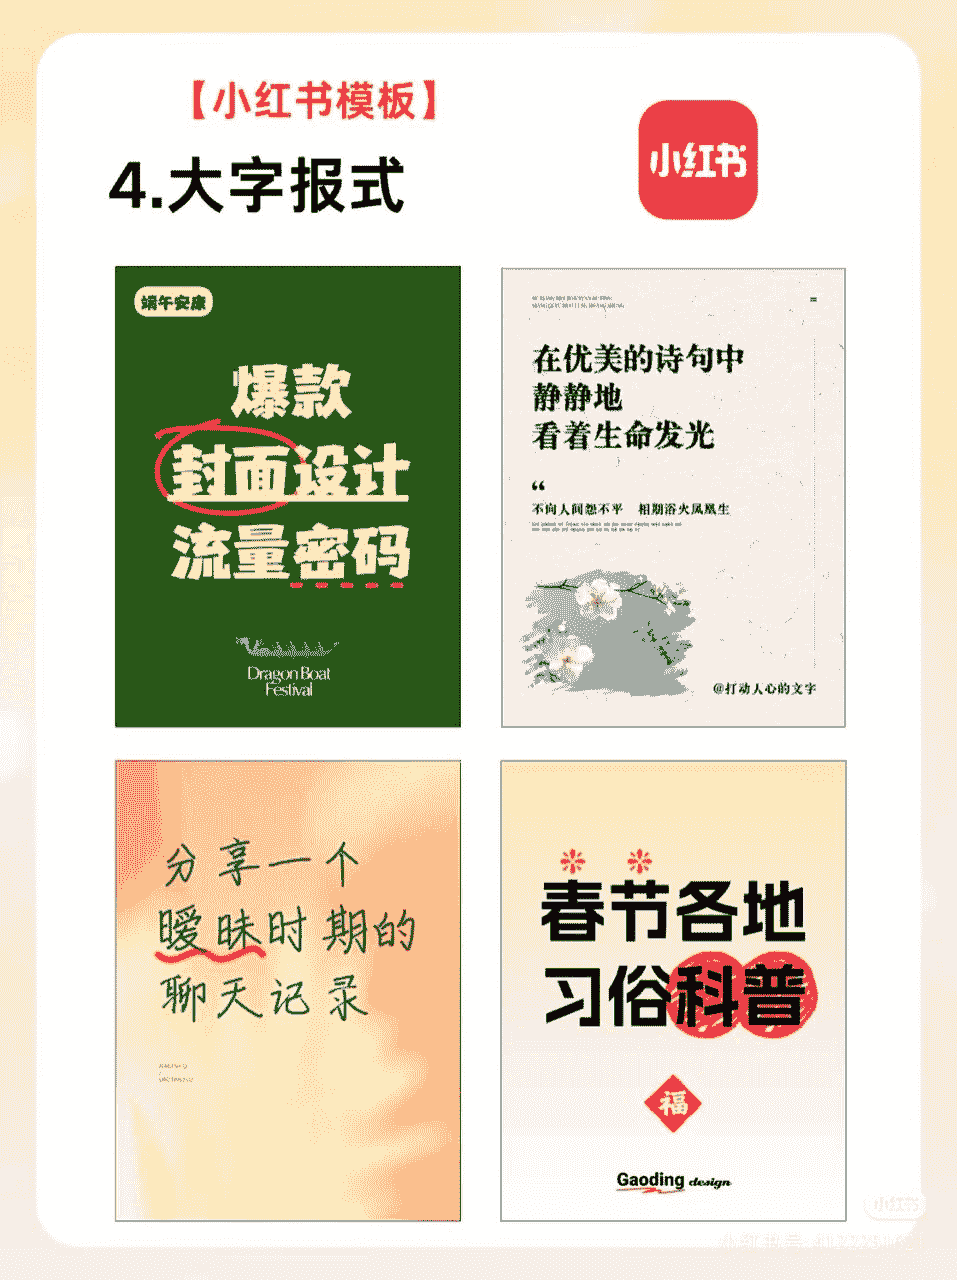 【小红书模板】
4.大字报式
小红书
端午安康
爆款
封面设计
流量密码
Dragon Boat
Festival
在优美的诗句中
静静地
看着生命发光
“
不向人间怨不平 相期浴火凤凰生
@打动人心的文字
分享一个
暧昧时期的
聊天记录
春节各地
习俗科普
福
Gaoding design
小红书